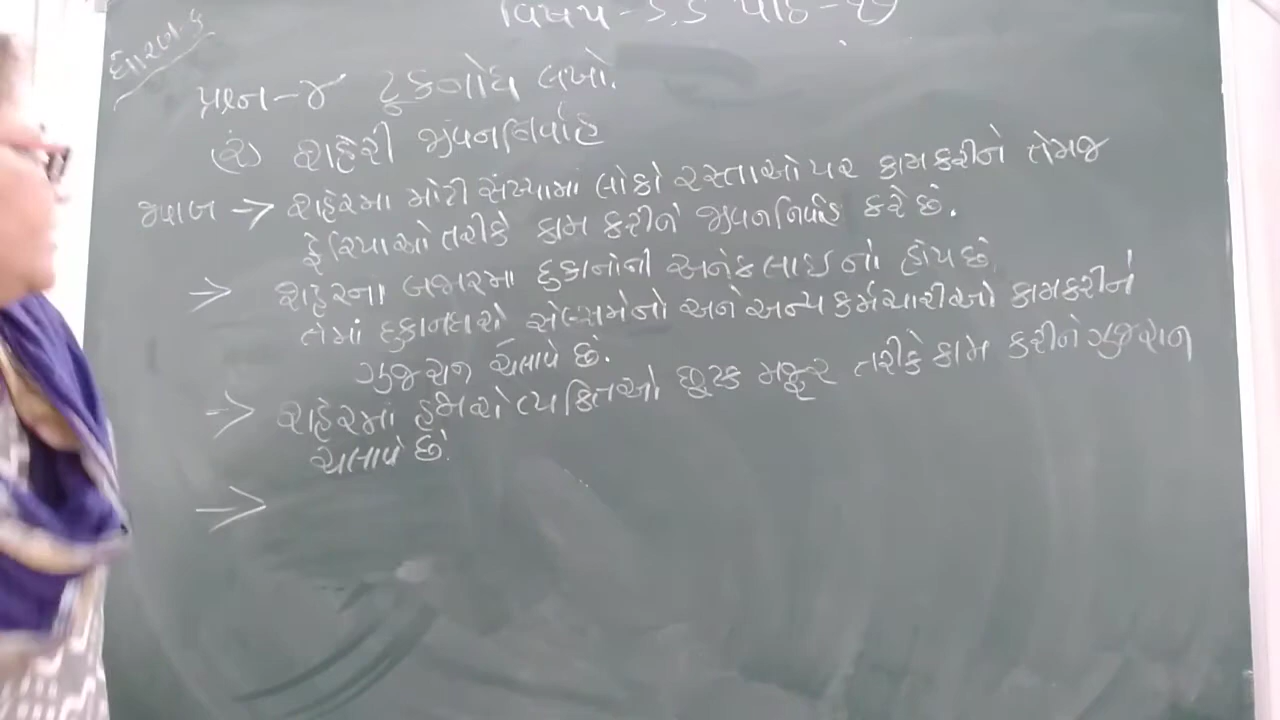 ધોરણ-૬
વિષય-સ.સ પાઠ-૧૭
પ્રશ્ન-૪ ટૂંકનોંધ લખો.
(૨) શહેરી જીવનનિર્વાહ
જવાબ → શહેરમા મોટી સંખ્યામાં લોકો રસ્તાઓ પર કામ કરીને તેમજ
ફેરિયાઓ તરીકે કામ કરીને જીવનનિર્વાહ કરે છે.
→ શહેરના બજારમા દુકાનોની અનેક લાઇનો હોય છે
તેમાં દુકાનદારો સેલ્સમેનો અને અન્ય કર્મચારીઓ કામ કરીને
ગુજરાન ચલાવે છે.
→ શહેરમાં હજારો વ્યક્તિઓ છૂટક મજૂર તરીકે કામ કરીને ગુજરાન
ચલાવે છે.
→